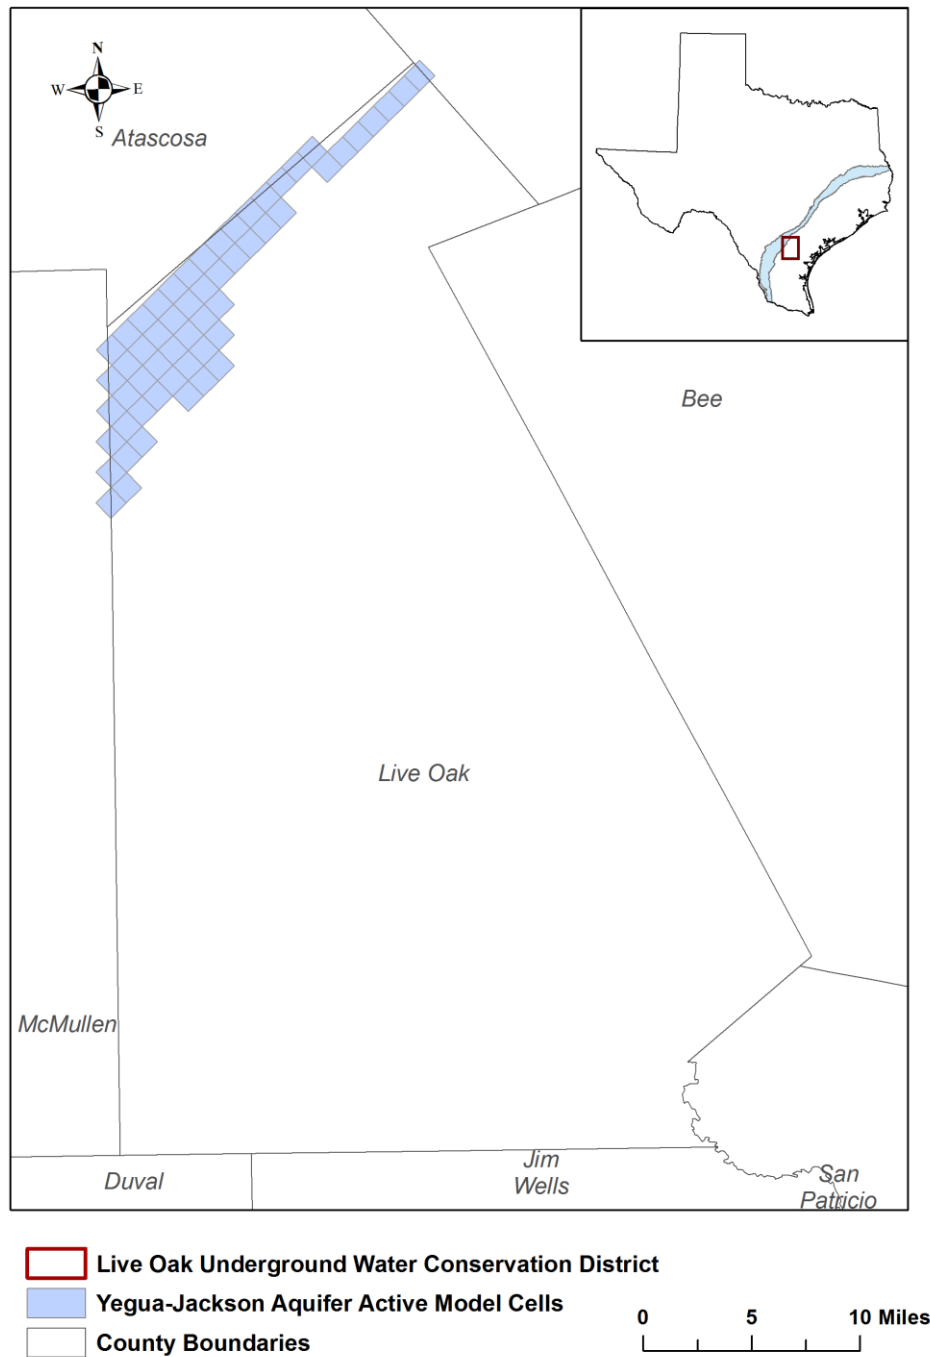 N
W E
S
Atascosa
Bee
Live Oak
McMullen
Duval
Jim
Wells
San
Patricio
Live Oak Underground Water Conservation District
Yegua-Jackson Aquifer Active Model Cells
County Boundaries
0 5 10 Miles